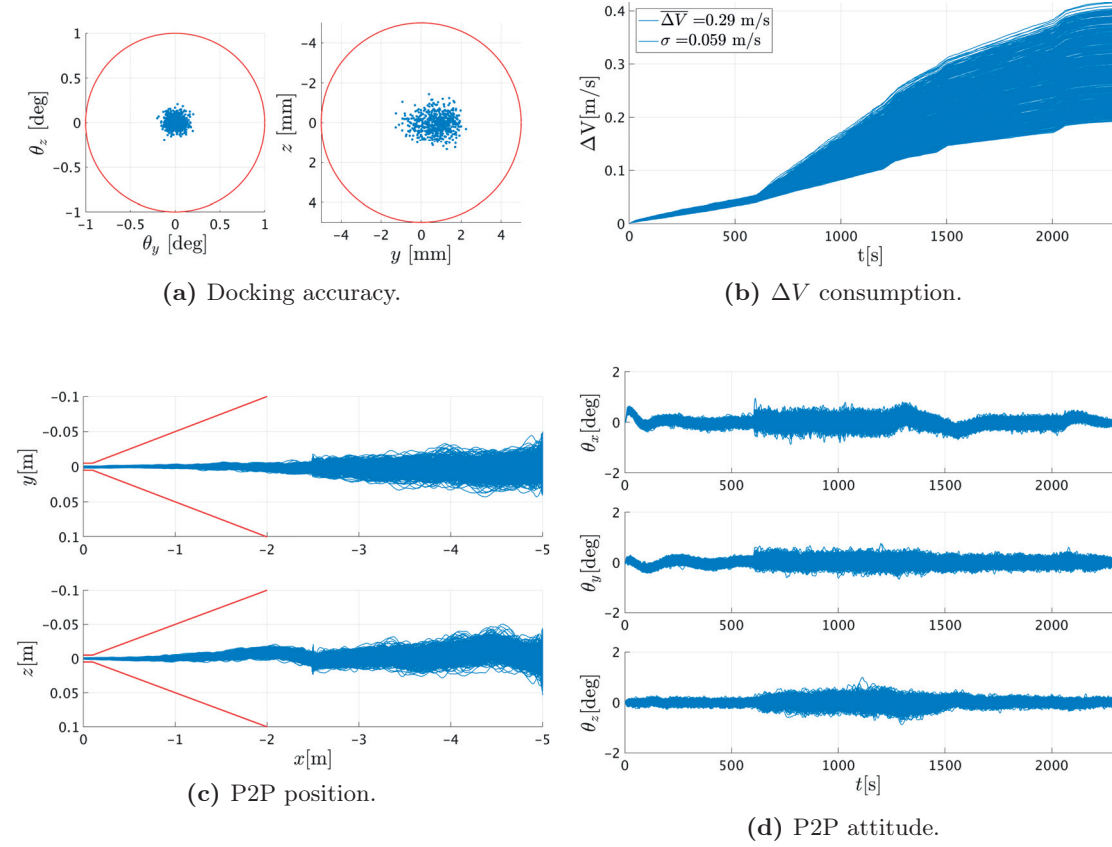 1
0.5
0
−0.5
−1
θz [deg]
−1 −0.5 0 0.5 1
θy [deg]
−4
−2
0
2
4
z [mm]
−4 −2 0 2 4
y [mm]
(a) Docking accuracy.
0.4
0.3
0.2
0.1
0
ΔV[m/s]
ΔV̅ =0.29 m/s
σ =0.059 m/s
0 500 1000 1500 2000
t[s]
(b) ΔV consumption.
-0.1
-0.05
0
0.05
0.1
y[m]
0 -1 -2 -3 -4 -5
-0.1
-0.05
0
0.05
0.1
z[m]
0 -1 -2 -3 -4 -5
x[m]
(c) P2P position.
2
0
-2
θx[deg]
0 500 1000 1500 2000
2
0
-2
θy[deg]
0 500 1000 1500 2000
2
0
-2
θz[deg]
0 500 1000 1500 2000
t[s]
(d) P2P attitude.